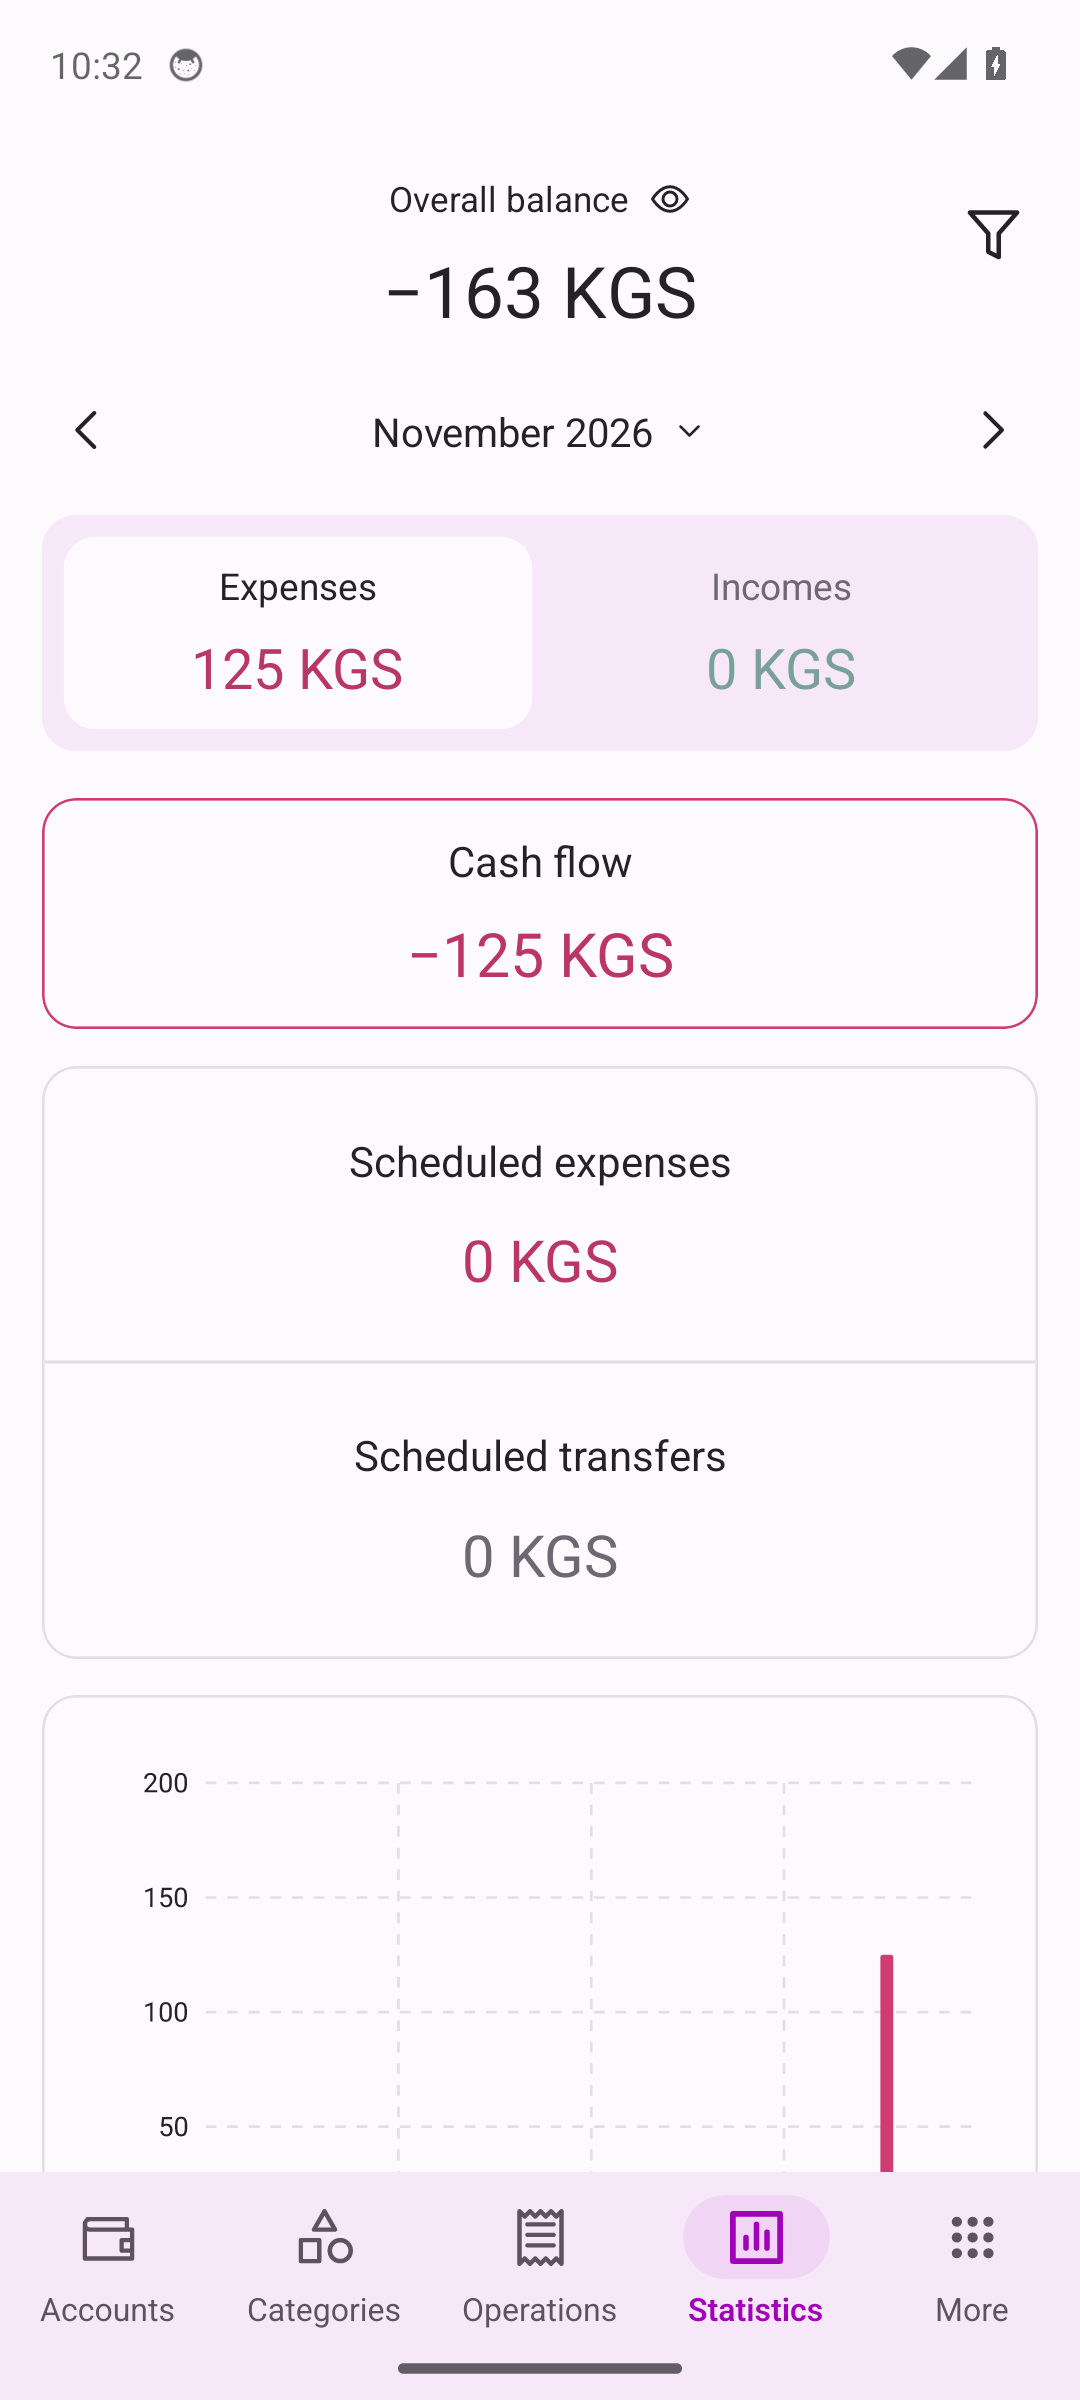 10:32
Overall balance
−163 KGS
November 2026
Expenses
125 KGS
Incomes
0 KGS
Cash flow
−125 KGS
Scheduled expenses
0 KGS
Scheduled transfers
0 KGS
200
150
100
50
Accounts
Categories
Operations
Statistics
More